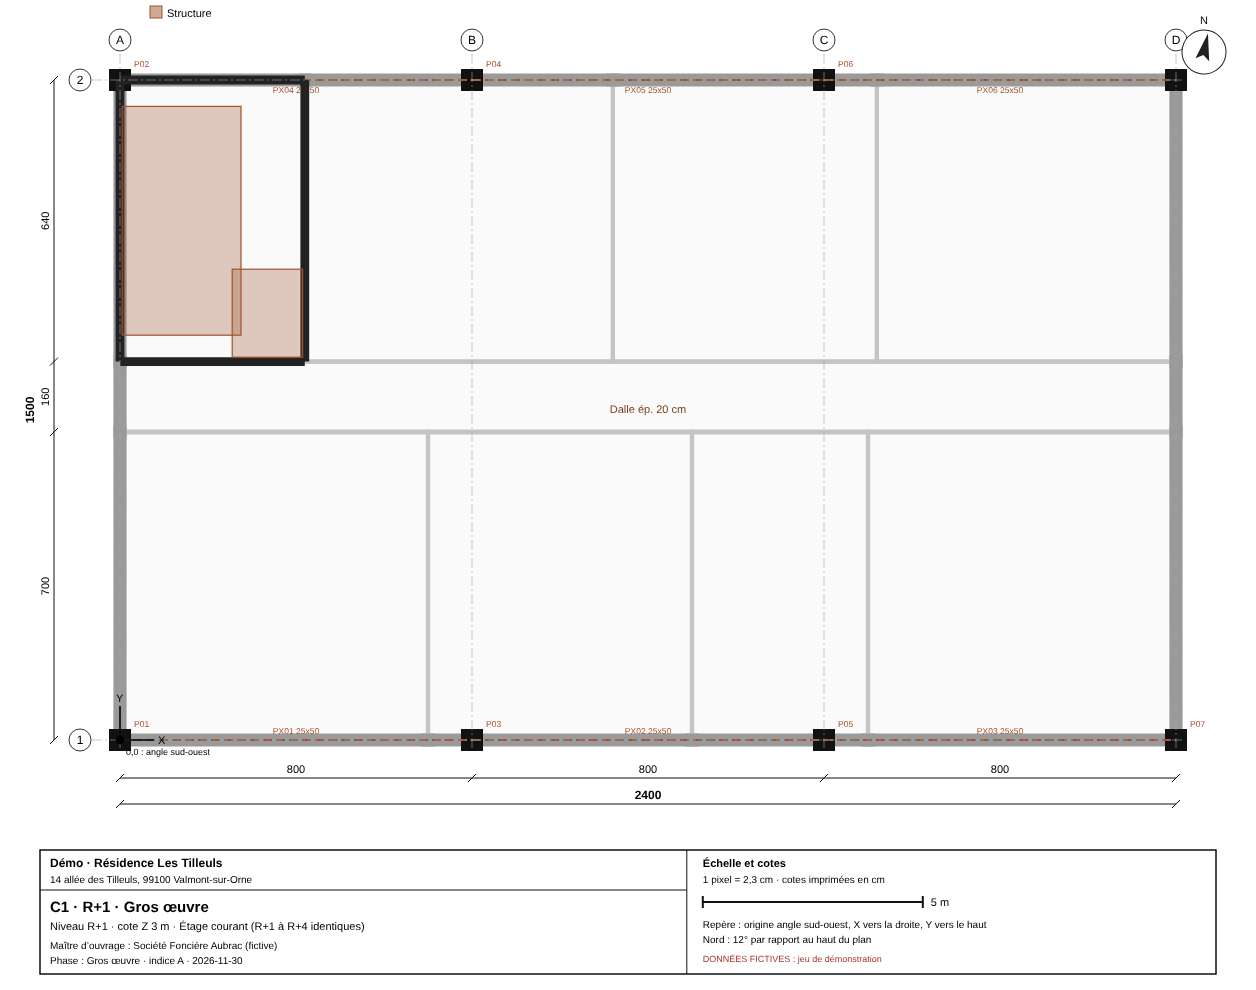 Structure
N
A
B
C
D
2
P02
P04
P06
PX04 25x50
PX05 25x50
PX06 25x50
640
160
1500
Dalle ép. 20 cm
700
Y
P01
P03
P05
P07
PX01 25x50
PX02 25x50
PX03 25x50
1
X
0,0 : angle sud-ouest
800
800
800
2400
Démo · Résidence Les Tilleuls
14 allée des Tilleuls, 99100 Valmont-sur-Orne
C1 · R+1 · Gros œuvre
Niveau R+1 · cote Z 3 m · Étage courant (R+1 à R+4 identiques)
Maître d'ouvrage : Société Foncière Aubrac (fictive)
Phase : Gros œuvre · indice A · 2026-11-30
Échelle et cotes
1 pixel = 2,3 cm · cotes imprimées en cm
5 m
Repère : origine angle sud-ouest, X vers la droite, Y vers le haut
Nord : 12° par rapport au haut du plan
DONNÉES FICTIVES : jeu de démonstration